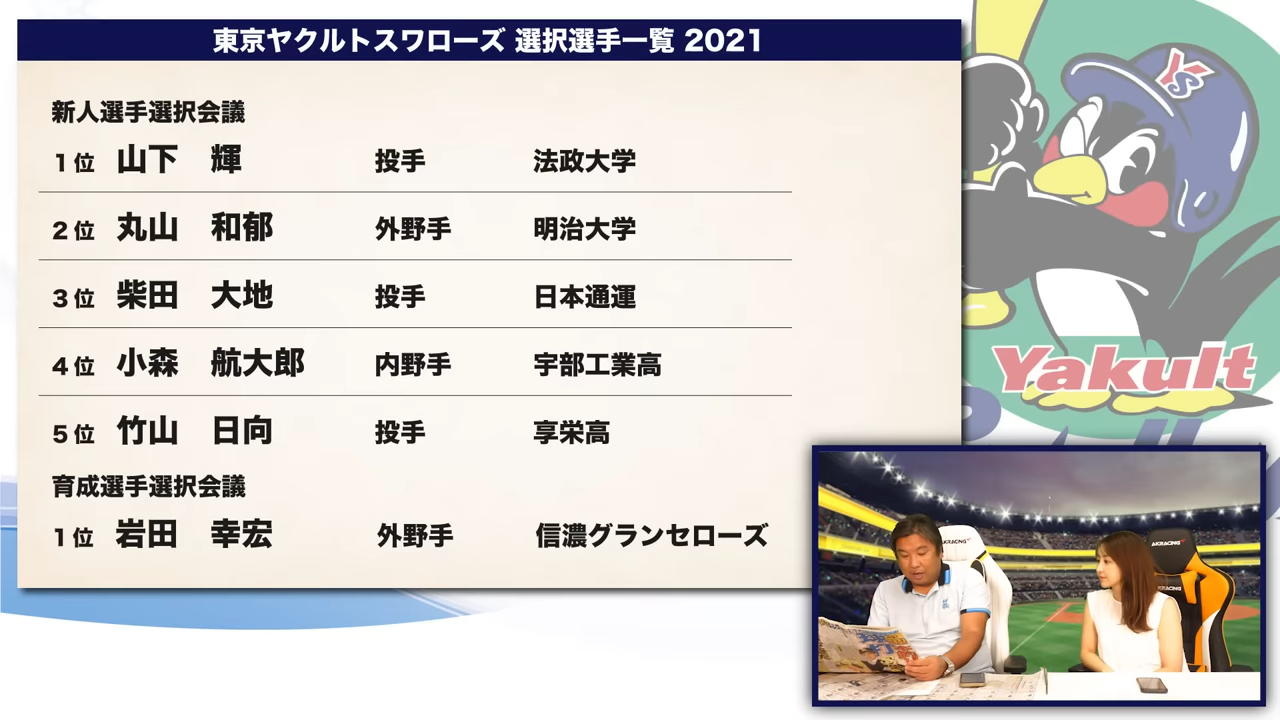 東京ヤクルトスワローズ 選択選手一覧 2021
新人選手選択会議
1位 山下 輝 投手 法政大学
2位 丸山 和郁 外野手 明治大学
3位 柴田 大地 投手 日本通運
4位 小森 航大郎 内野手 宇部工業高
5位 竹山 日向 投手 享栄高
育成選手選択会議
1位 岩田 幸宏 外野手 信濃グランセローズ
YS
Yakult
AKRACING
AKRACING
AKRACING